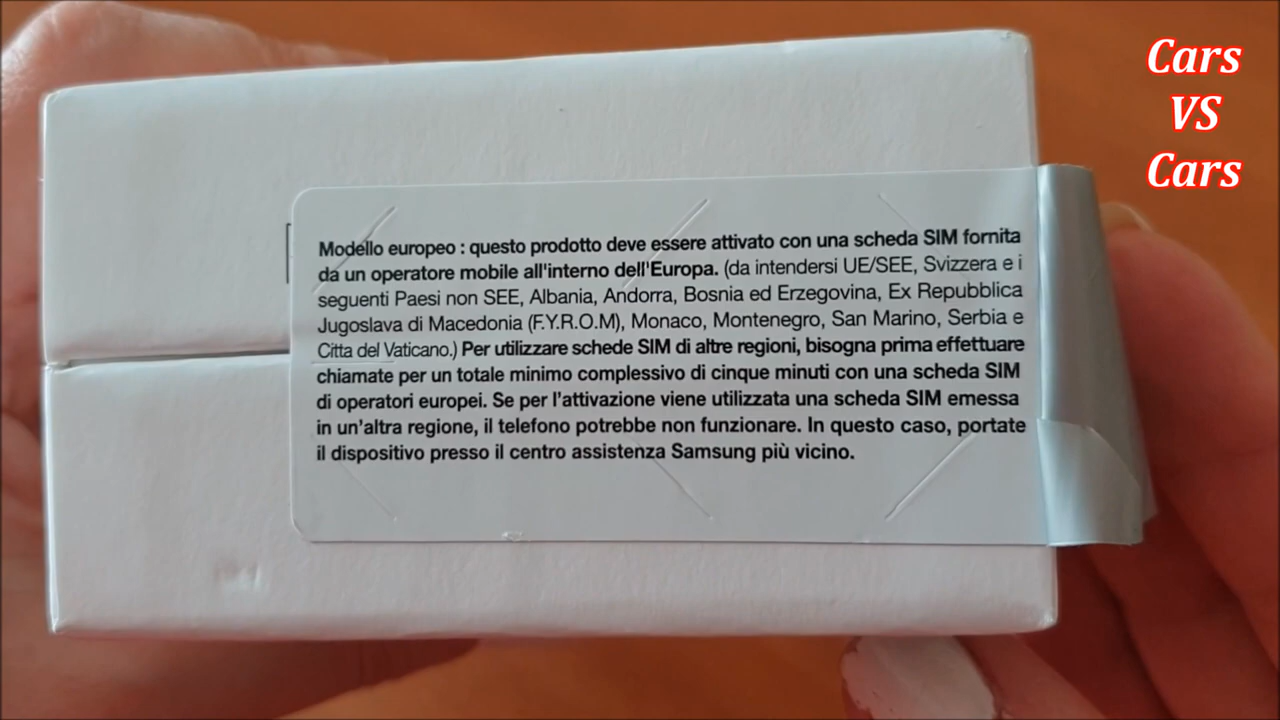 Cars
VS
Cars
Modello europeo : questo prodotto deve essere attivato con una scheda SIM fornita
da un operatore mobile all'interno dell'Europa. (da intendersi UE/SEE, Svizzera e i
seguenti Paesi non SEE, Albania, Andorra, Bosnia ed Erzegovina, Ex Repubblica
Jugoslava di Macedonia (F.Y.R.O.M), Monaco, Montenegro, San Marino, Serbia e
Citta del Vaticano.) Per utilizzare schede SIM di altre regioni, bisogna prima effettuare
chiamate per un totale minimo complessivo di cinque minuti con una scheda SIM
di operatori europei. Se per l'attivazione viene utilizzata una scheda SIM emessa
in un'altra regione, il telefono potrebbe non funzionare. In questo caso, portate
il dispositivo presso il centro assistenza Samsung più vicino.